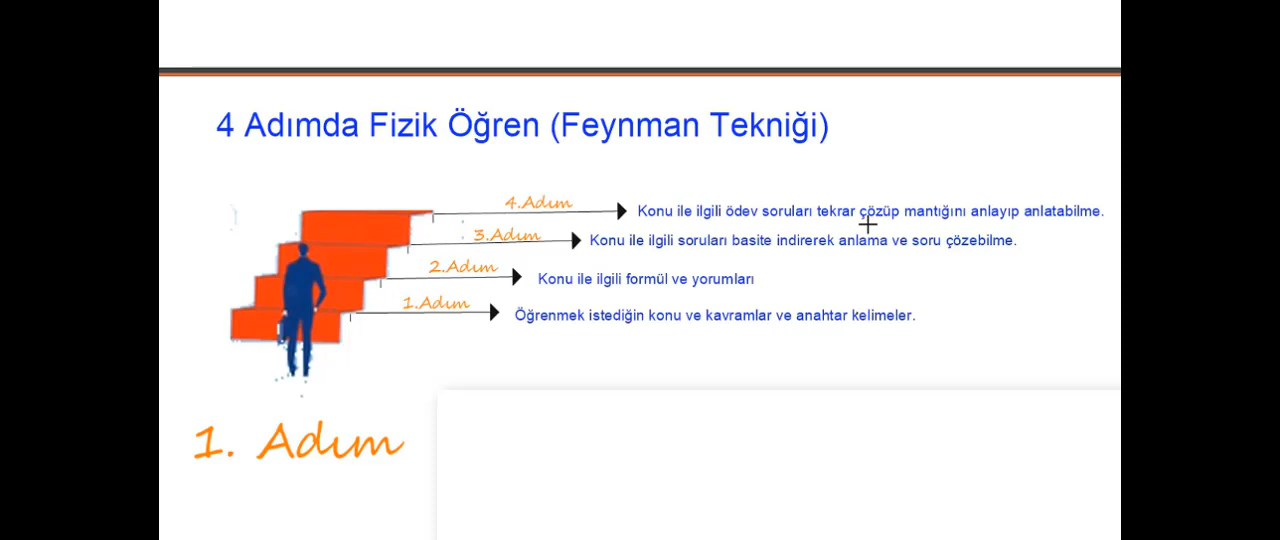 4 Adımda Fizik Öğren (Feynman Tekniği)
4.Adım Konu ile ilgili ödev soruları tekrar çözüp mantığını anlayıp anlatabilme.
3.Adım Konu ile ilgili soruları basite indirerek anlama ve soru çözebilme.
2.Adım Konu ile ilgili formül ve yorumları
1.Adım Öğrenmek istediğin konu ve kavramlar ve anahtar kelimeler.
1. Adım